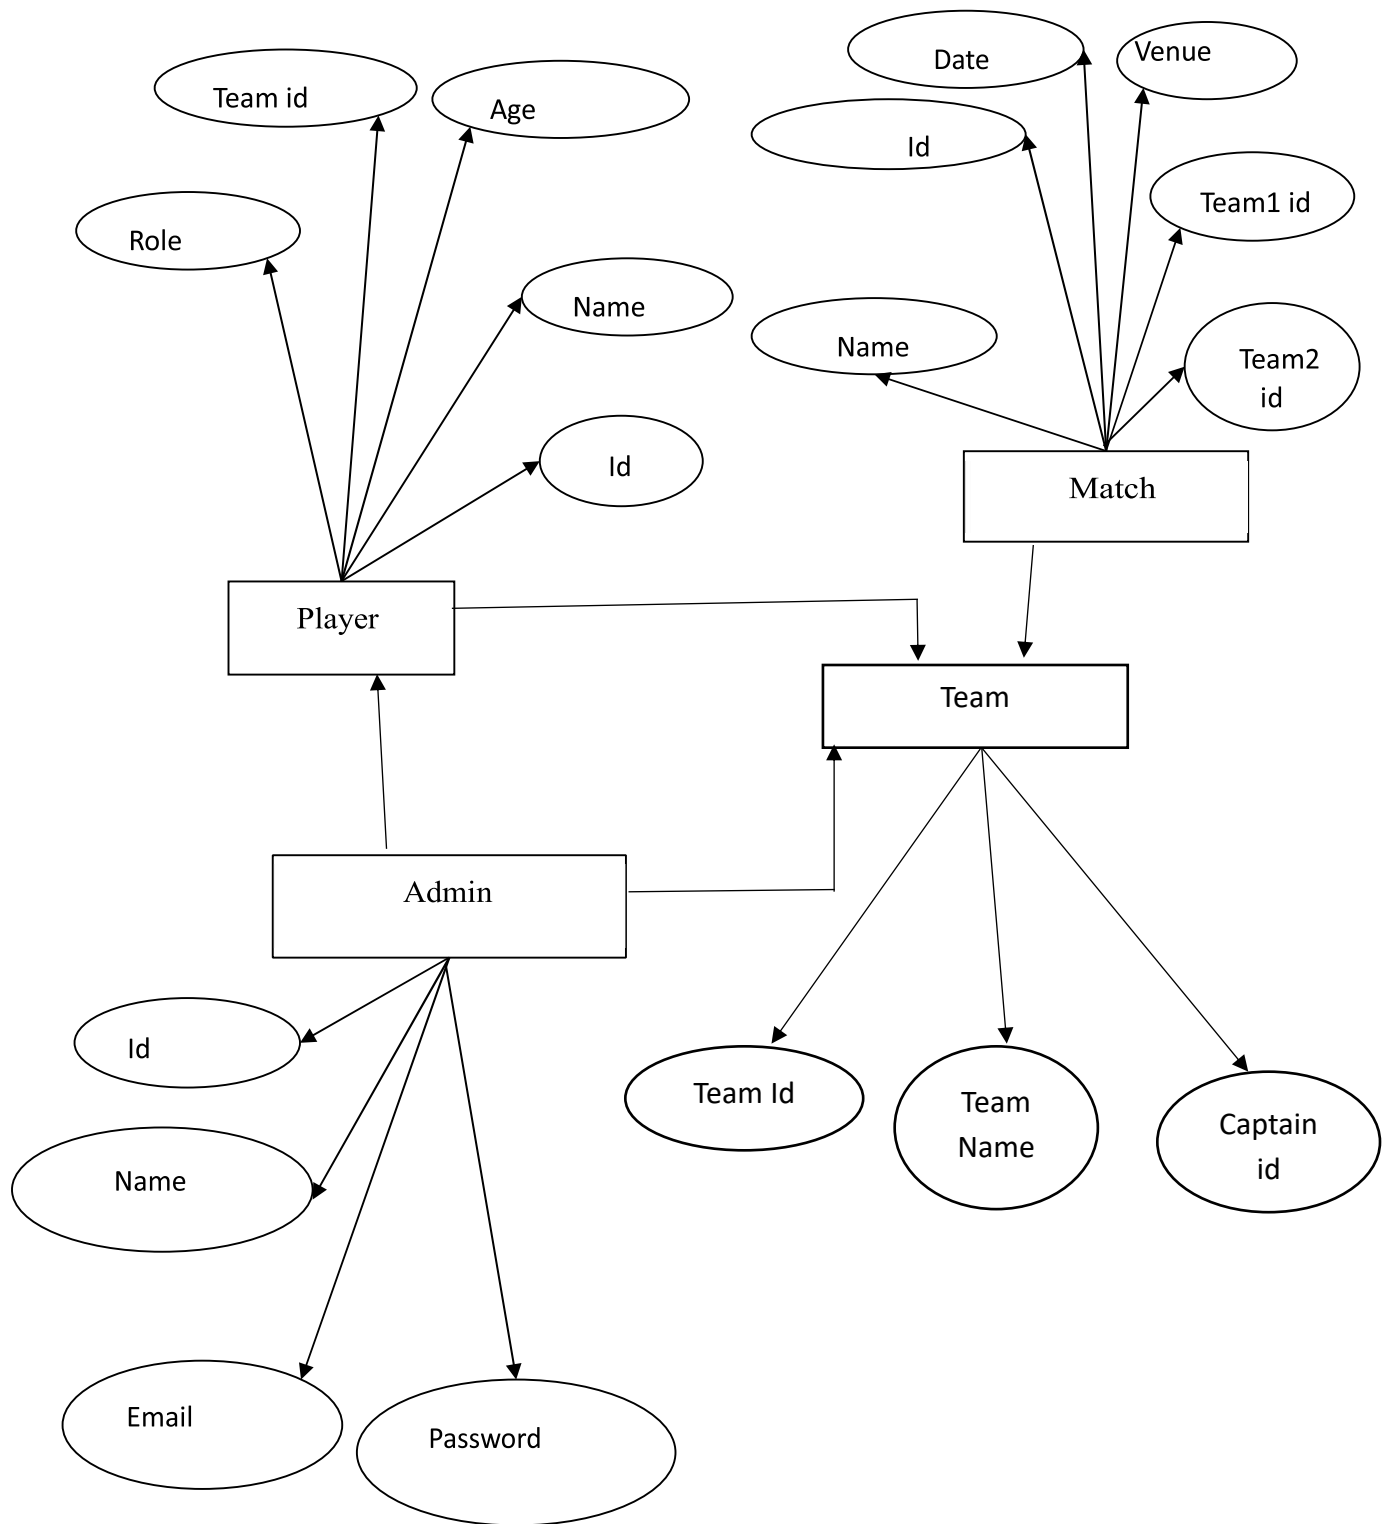 Date
Venue
Team id
Age
Id
Team1 id
Role
Name
Name
Team2
id
Id
Match
Player
Team
Admin
Id
Team Id
Team
Name
Captain
id
Name
Email
Password